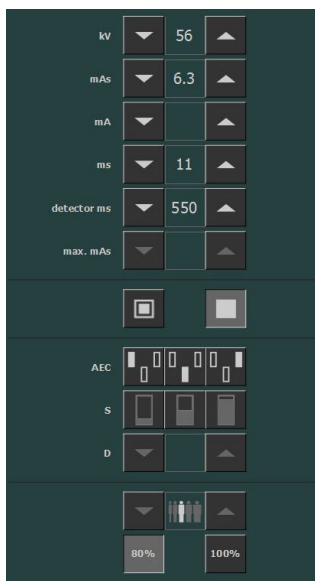 kV 56
mAs 6.3
mA
ms 11
detector ms 550
max. mAs
AEC
S
D
80% 100%